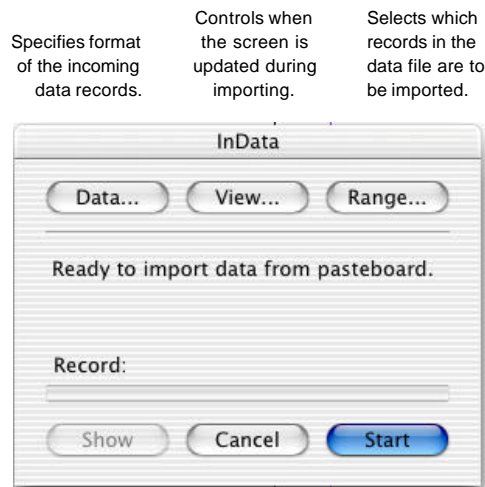 Specifies format
of the incoming
data records.
Controls when
the screen is
updated during
importing.
Selects which
records in the
data file are to
be imported.
InData
Data... View... Range...
Ready to import data from pasteboard.
Record:
Show Cancel Start